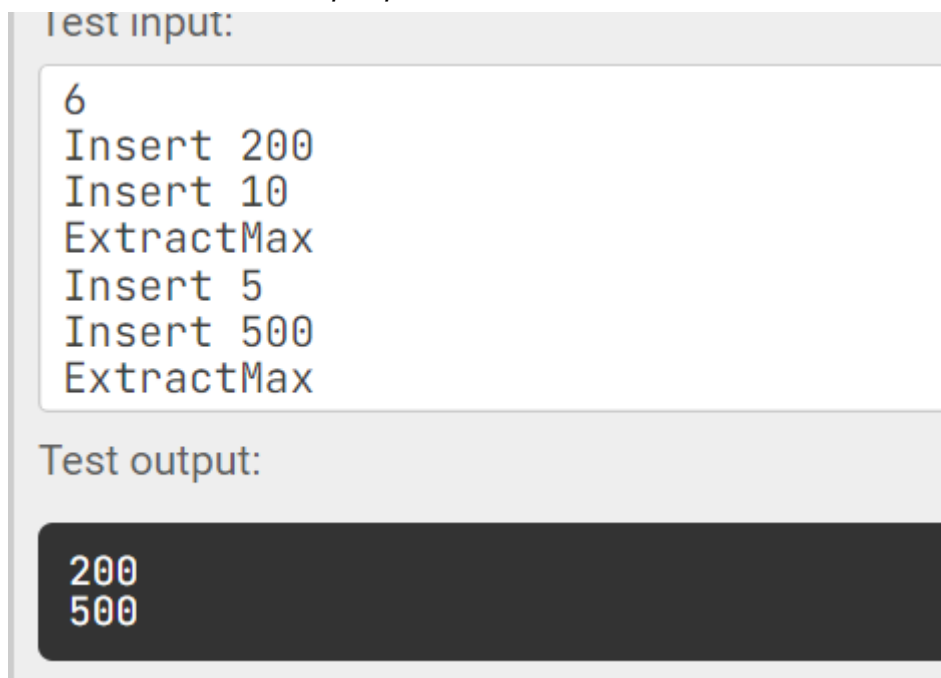 Test input:
6
Insert 200
Insert 10
ExtractMax
Insert 5
Insert 500
ExtractMax
Test output:
200
500